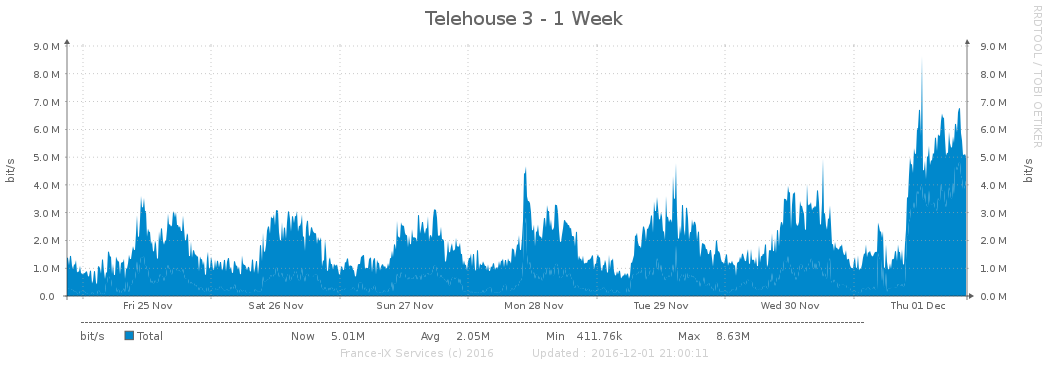 Telehouse 3 - 1 Week
RRDTOOL / TOBI OETIKER
bit/s
9.0 M
8.0 M
7.0 M
6.0 M
5.0 M
4.0 M
3.0 M
2.0 M
1.0 M
0.0
9.0 M
8.0 M
7.0 M
6.0 M
5.0 M
4.0 M
3.0 M
2.0 M
1.0 M
0.0 M
bit/s
Fri 25 Nov Sat 26 Nov Sun 27 Nov Mon 28 Nov Tue 29 Nov Wed 30 Nov Thu 01 Dec
bit/s Total Now 5.01M Avg 2.05M Min 411.76k Max 8.63M
France-IX Services (c) 2016 Updated : 2016-12-01 21:00:11